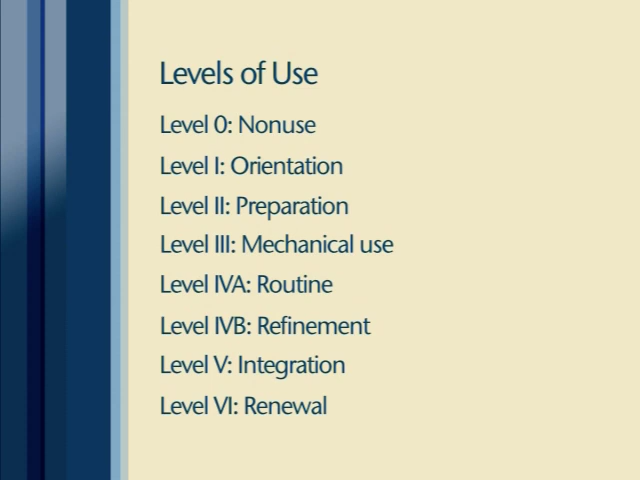 Levels of Use
Level 0: Nonuse
Level I: Orientation
Level II: Preparation
Level III: Mechanical use
Level IVA: Routine
Level IVB: Refinement
Level V: Integration
Level VI: Renewal